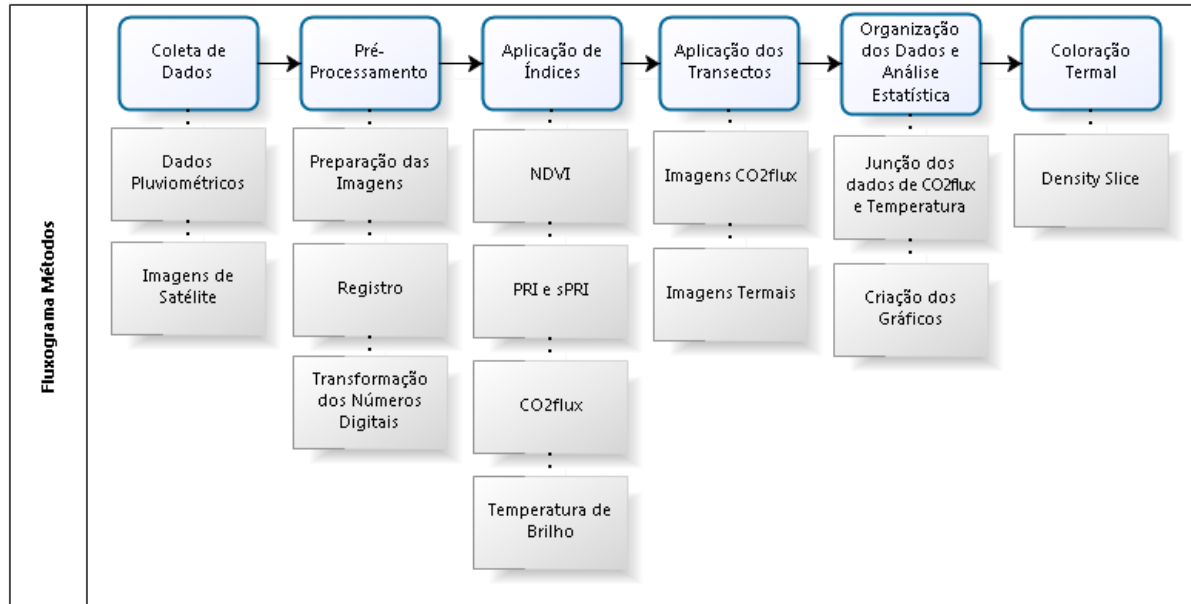 Fluxograma Métodos
Coleta de
Dados
Pré-
Processamento
Aplicação de
Índices
Aplicação dos
Transectos
Organização
dos Dados e
Análise
Estatística
Coloração
Termal
Dados
Pluviométricos
Imagens de
Satélite
Preparação das
Imagens
Registro
Transformação
dos Números
Digitais
NDVI
PRI e sPRI
CO2flux
Temperatura de
Brilho
Imagens CO2flux
Imagens Termais
Junção dos
dados de CO2flux
e Temperatura
Criação dos
Gráficos
Density Slice